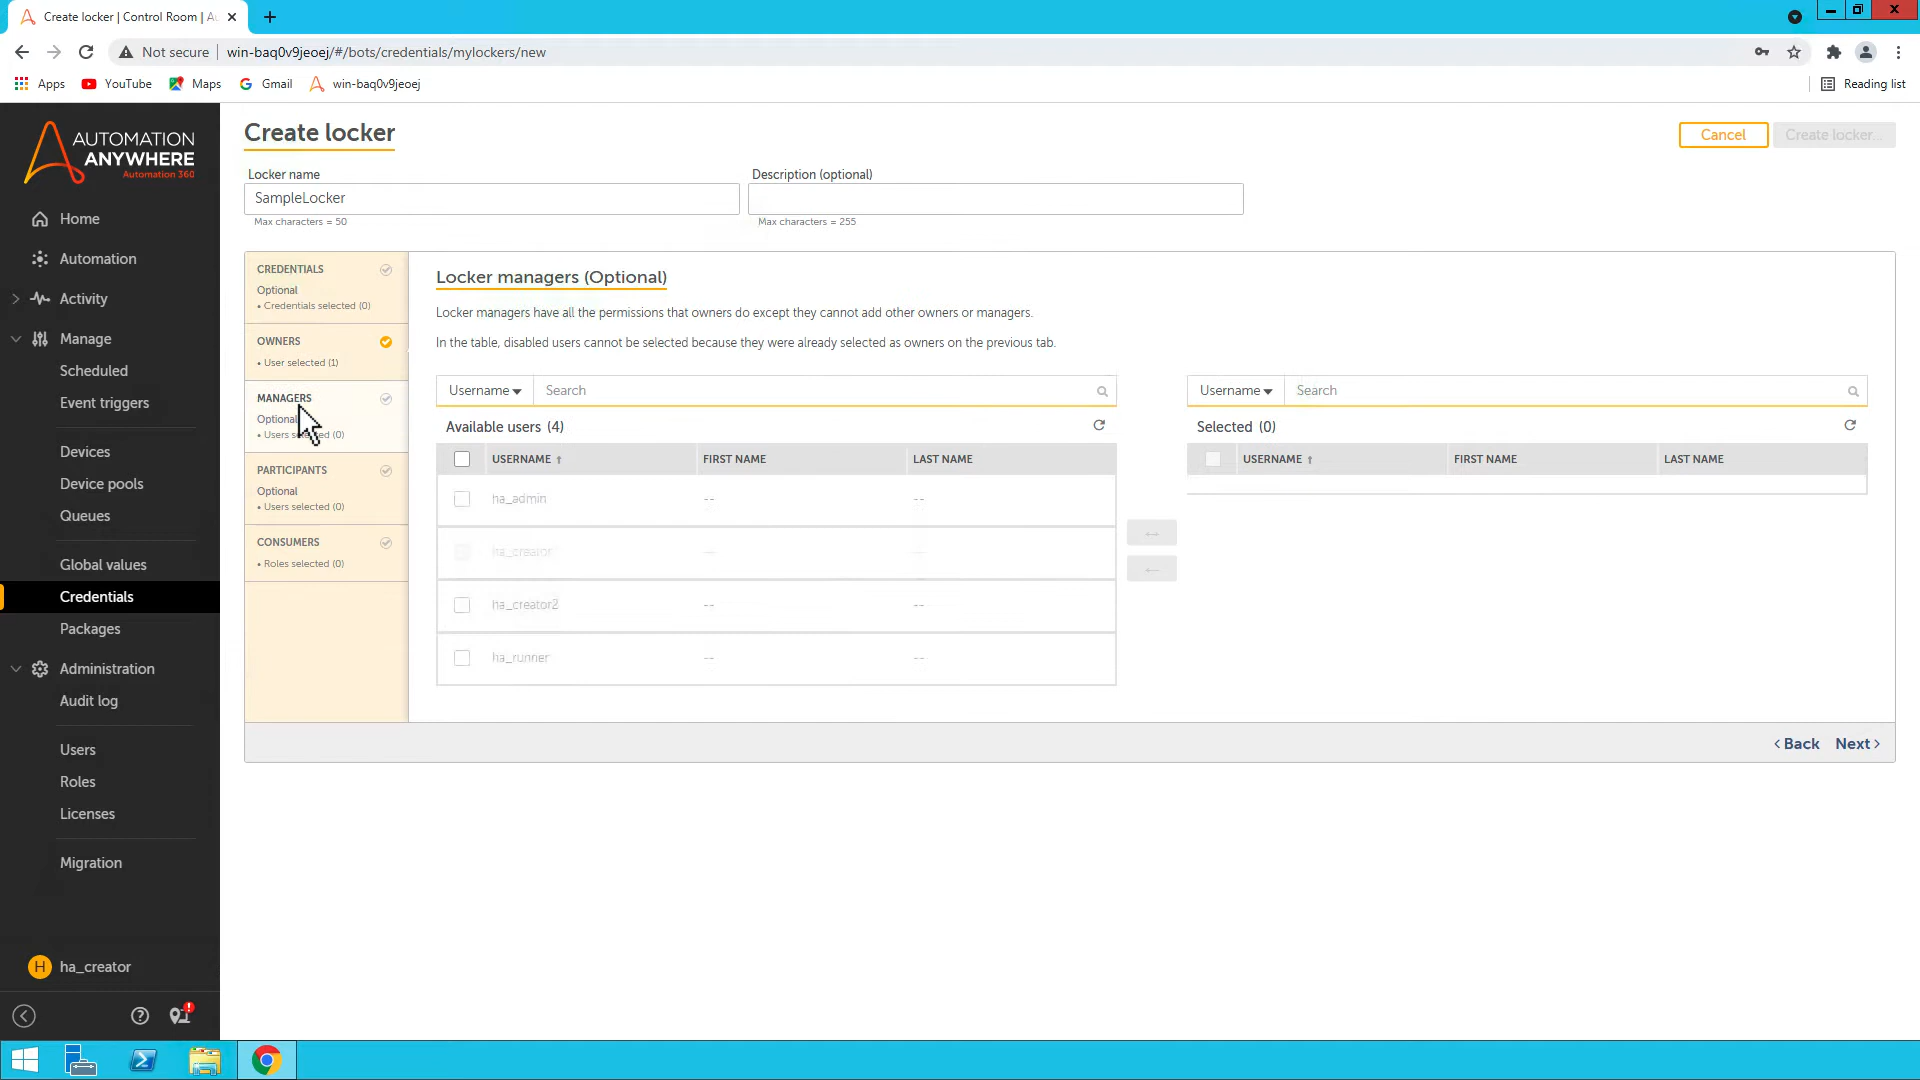 Create locker | Control Room | Au
Not secure
win-baq0v9jeoej/#/bots/credentials/mylockers/new
Apps
YouTube
Maps
Gmail
win-baq0v9jeoej
Reading list
AUTOMATION
ANYWHERE
Automation 360
Home
Automation
Activity
Manage
Scheduled
Event triggers
Devices
Device pools
Queues
Global values
Credentials
Packages
Administration
Audit log
Users
Roles
Licenses
Migration
H ha_creator
Create locker
Cancel
Create locker...
Locker name
Description (optional)
SampleLocker
Max characters = 50
Max characters = 255
CREDENTIALS
Optional
• Credentials selected (0)
OWNERS
• User selected (1)
MANAGERS
Optional
• Users selected (0)
PARTICIPANTS
Optional
• Users selected (0)
CONSUMERS
• Roles selected (0)
Locker managers (Optional)
Locker managers have all the permissions that owners do except they cannot add other owners or managers.
In the table, disabled users cannot be selected because they were already selected as owners on the previous tab.
Username
Search
Available users (4)
USERNAME
FIRST NAME
LAST NAME
ha_admin -- --
ha_creator -- --
ha_creator2 -- --
ha_runner -- --
Username
Search
Selected (0)
USERNAME
FIRST NAME
LAST NAME
Back
Next